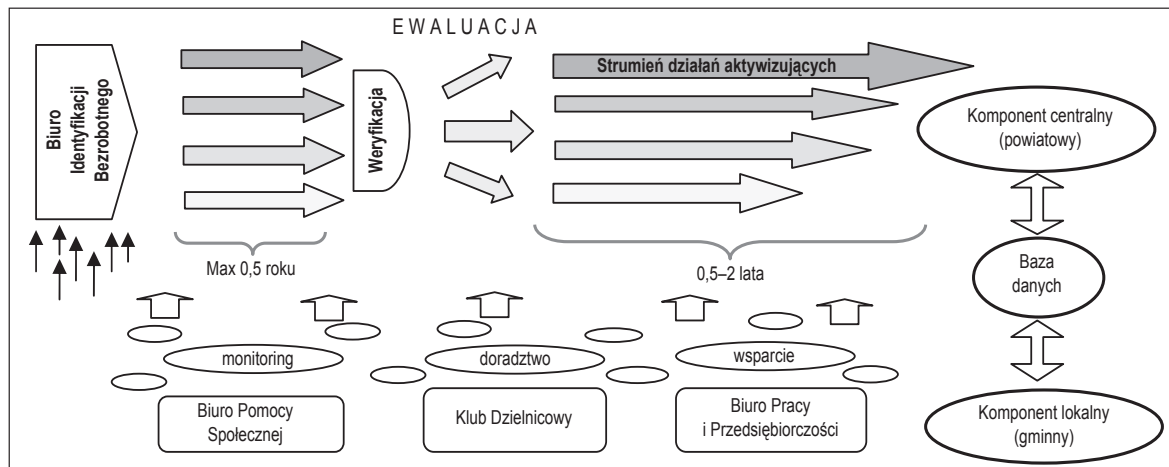 EWALUACJA
Biuro
Identyfikacji
Bezrobotnego
Weryfikacja
Strumień działań aktywizujących
Komponent centralny
(powiatowy)
Max 0,5 roku
0,5–2 lata
Baza
danych
monitoring
doradztwo
wsparcie
Biuro Pomocy
Społecznej
Klub Dzielnicowy
Biuro Pracy
i Przedsiębiorczości
Komponent lokalny
(gminny)